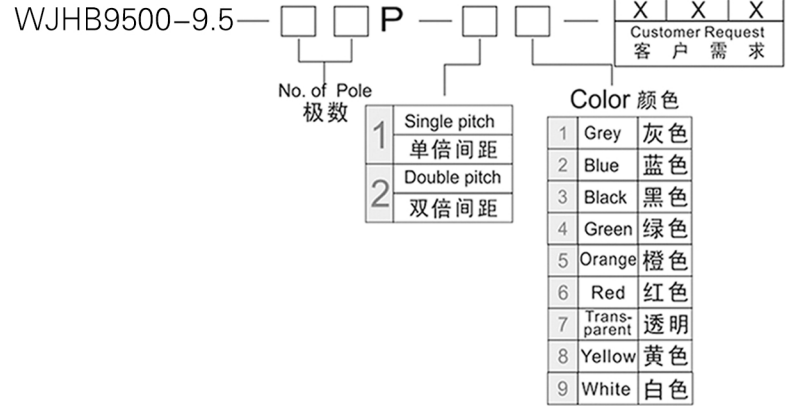 WJHB9500-9.5— □ □ P — □ □ —
X X X
Customer Request
客 户 需 求
No. of Pole
极数
Color 颜色
1 Single pitch
单倍间距
2 Double pitch
双倍间距
1 Grey 灰色
2 Blue 蓝色
3 Black 黑色
4 Green 绿色
5 Orange 橙色
6 Red 红色
7 Trans-
parent 透明
8 Yellow 黄色
9 White 白色